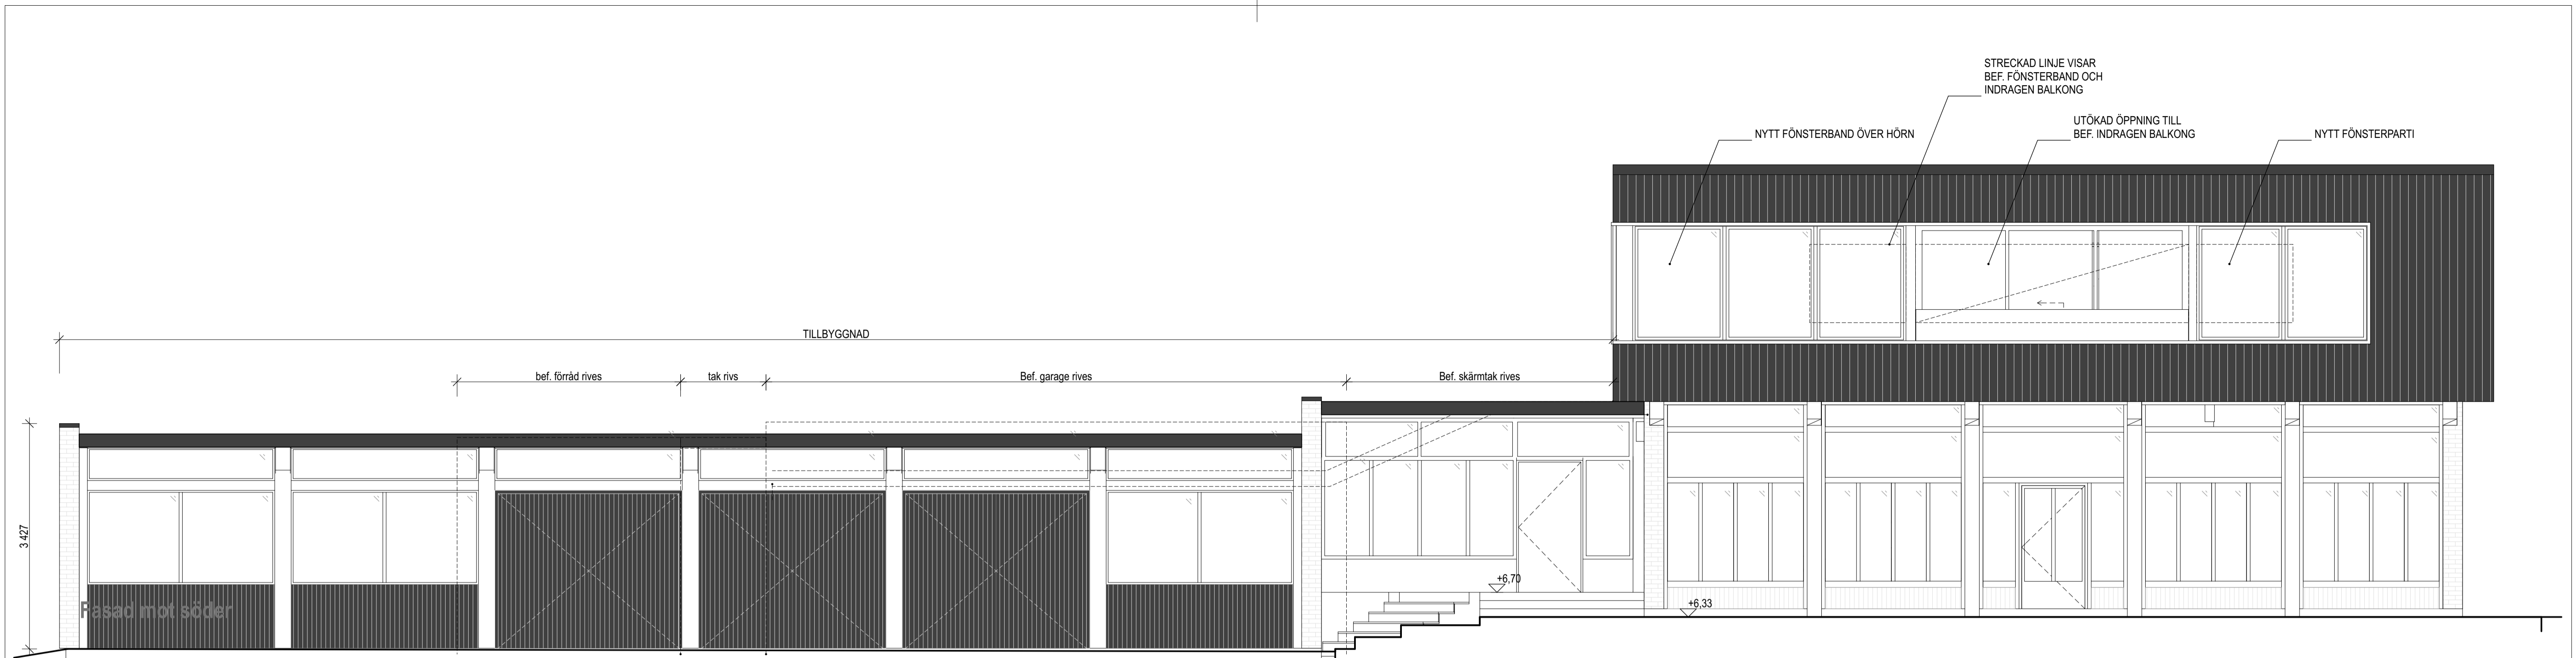 STRECKAD LINJE VISAR
BEF. FÖNSTERBAND OCH
INDRAGEN BALKONG
NYTT FÖNSTERBAND ÖVER HÖRN
UTÖKAD ÖPPNING TILL
BEF. INDRAGEN BALKONG
NYTT FÖNSTERPARTI
TILLBYGGNAD
bef. förråd rives
tak rivs
Bef. garage rives
Bef. skärmtak rives
3 427
+6,70
+6,33
Fasad mot söder